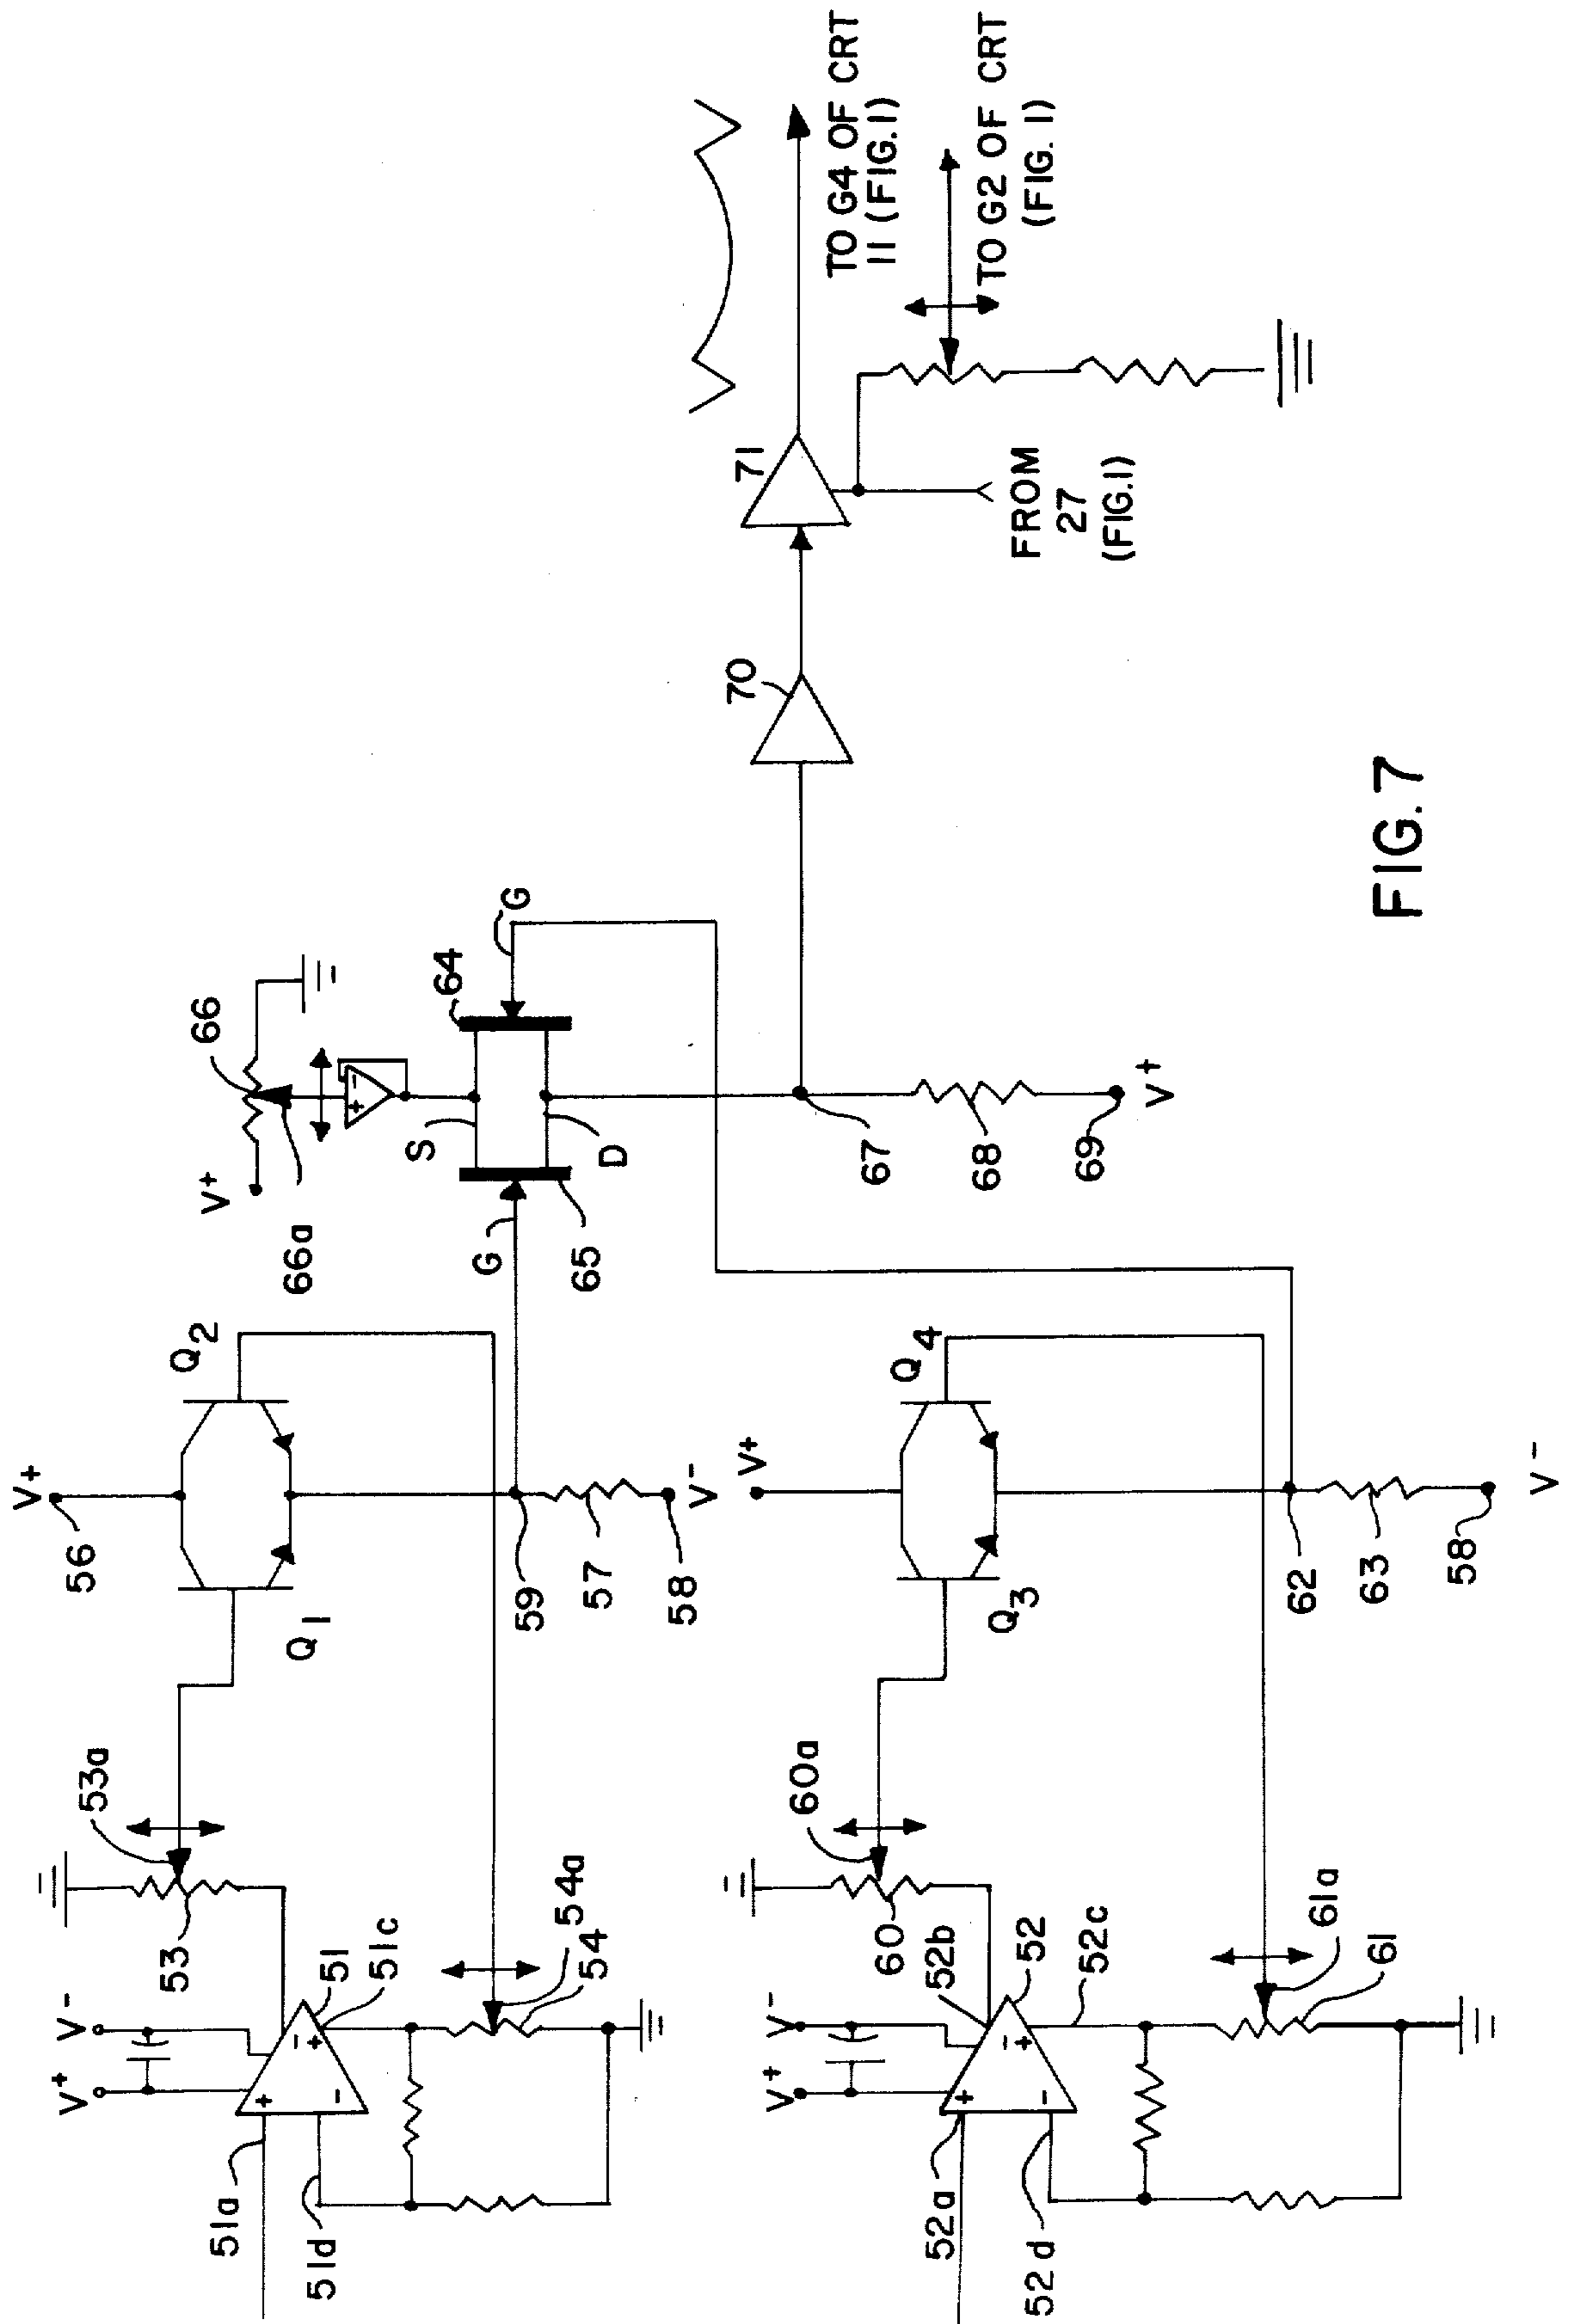 V+
56
Q2
Q1
53a
53
V-
V+
51a
51d
51
51c
54a
54
+
-
-
+
59
57
58
V-
V+
66
66a
+
-
S
D
G
G
64
65
67
68
69
V+
70
71
TO G4 OF CRT
11 (FIG.1)
TO G2 OF CRT
(FIG. 1)
FROM
27
(FIG.1)
V+
Q4
Q3
60a
60
V-
V+
52b
52
52c
52a
52d
61a
61
+
-
-
+
62
63
58
V-
FIG. 7